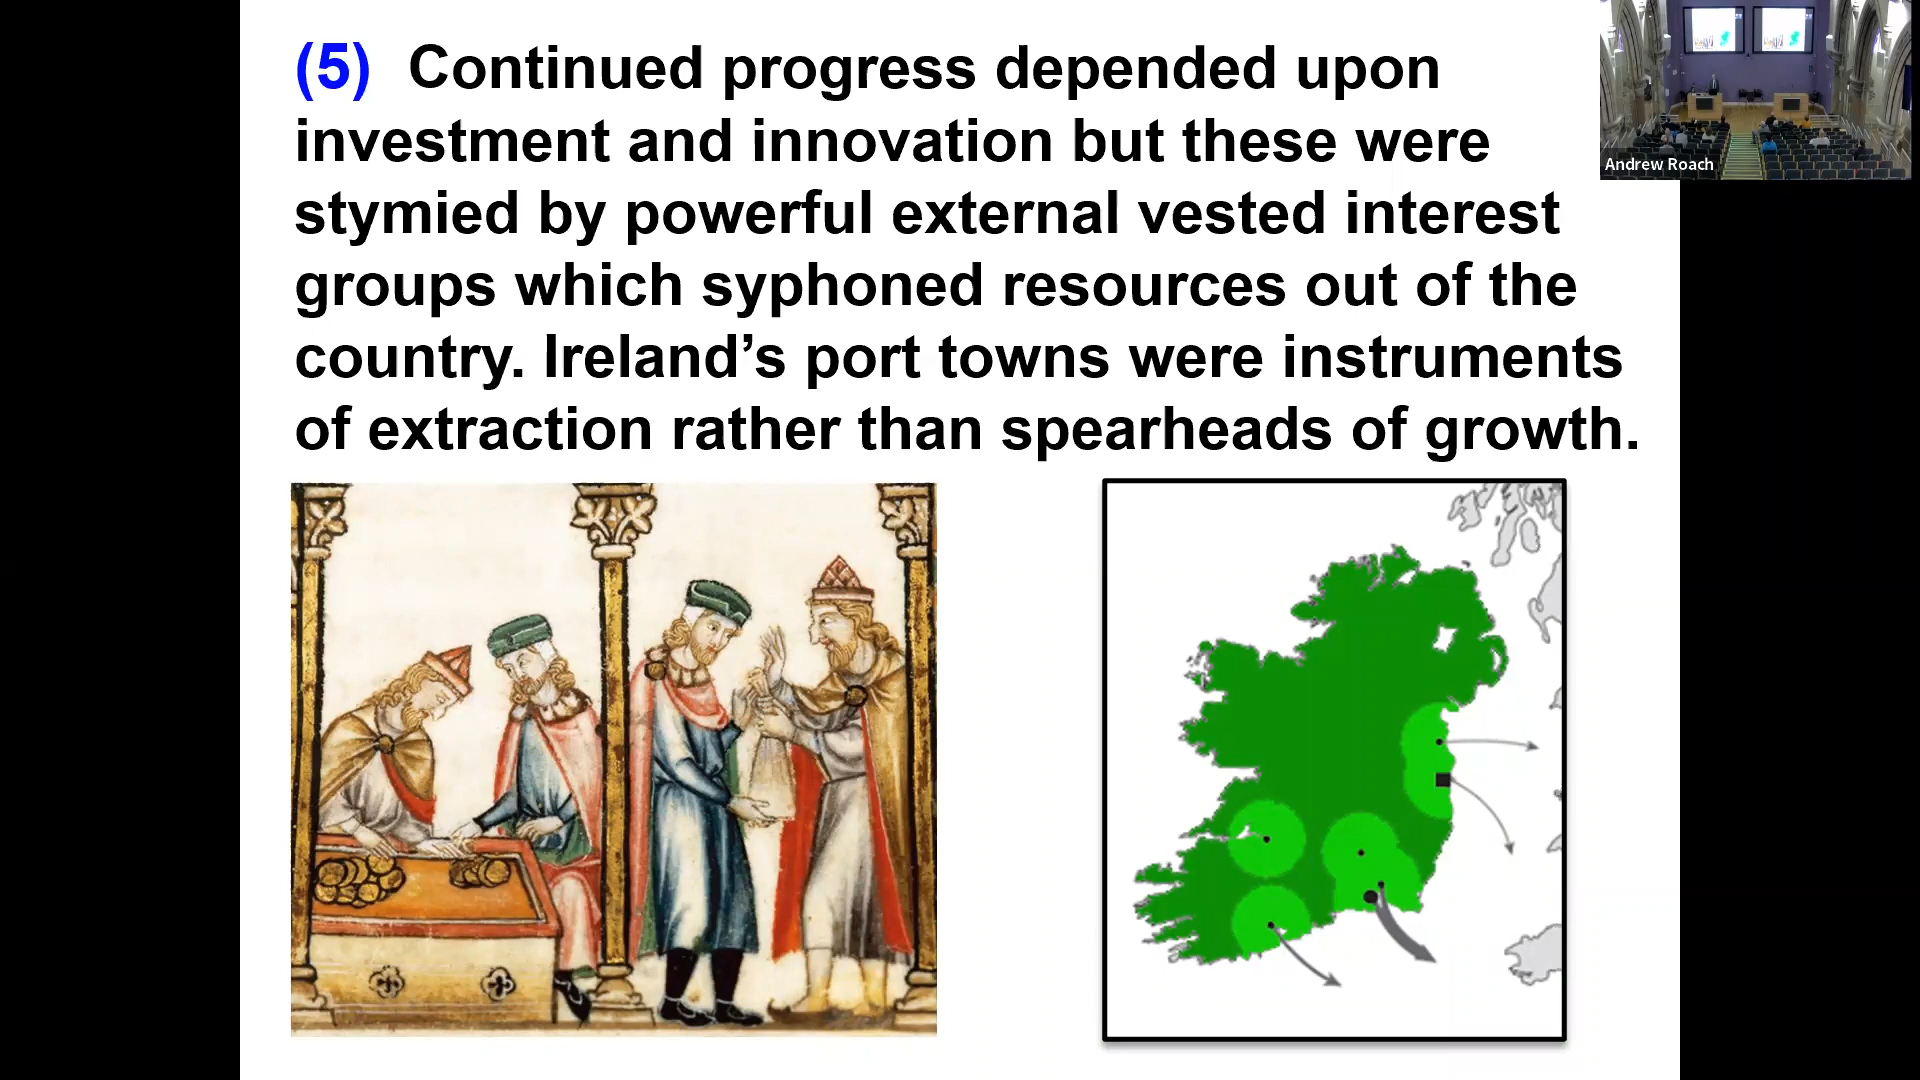 (5) Continued progress depended upon
investment and innovation but these were
stymied by powerful external vested interest
groups which syphoned resources out of the
country. Ireland’s port towns were instruments
of extraction rather than spearheads of growth.
Andrew Roach